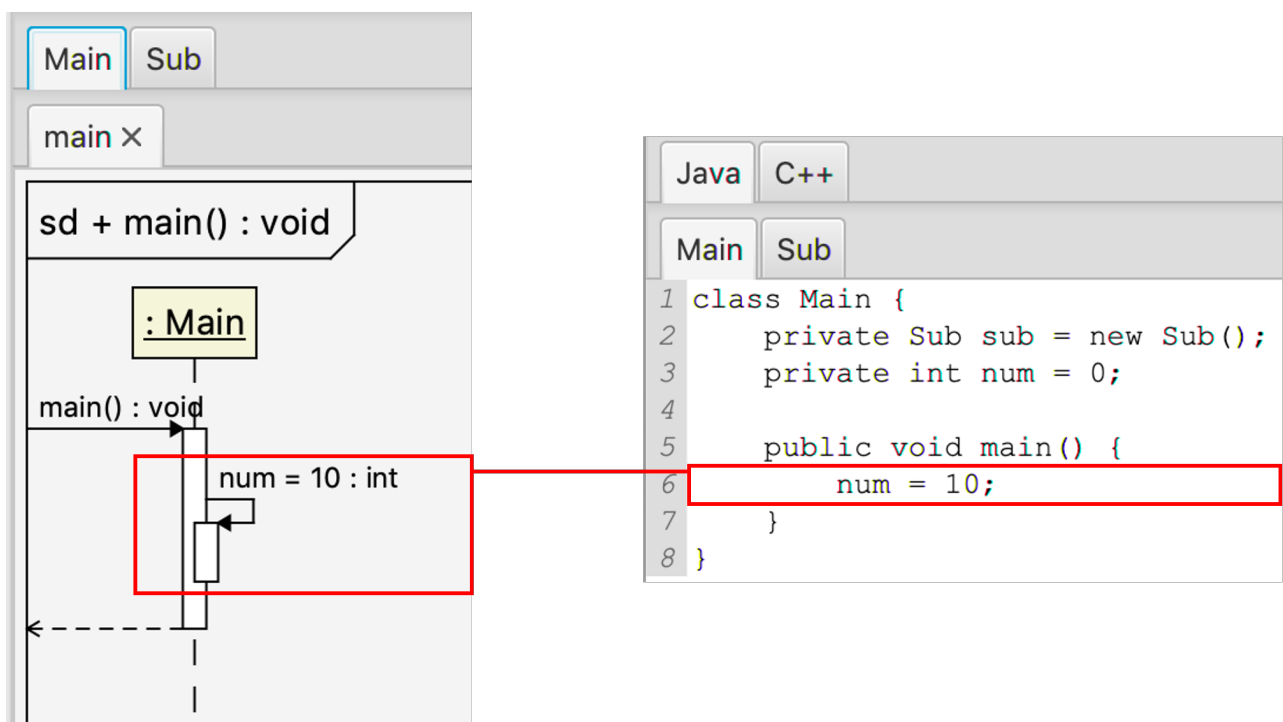 Main Sub
main ×
sd + main() : void
: Main
main() : void
num = 10 : int
Java C++
Main Sub
1 class Main {
2 private Sub sub = new Sub();
3 private int num = 0;
4
5 public void main() {
6 num = 10;
7 }
8 }